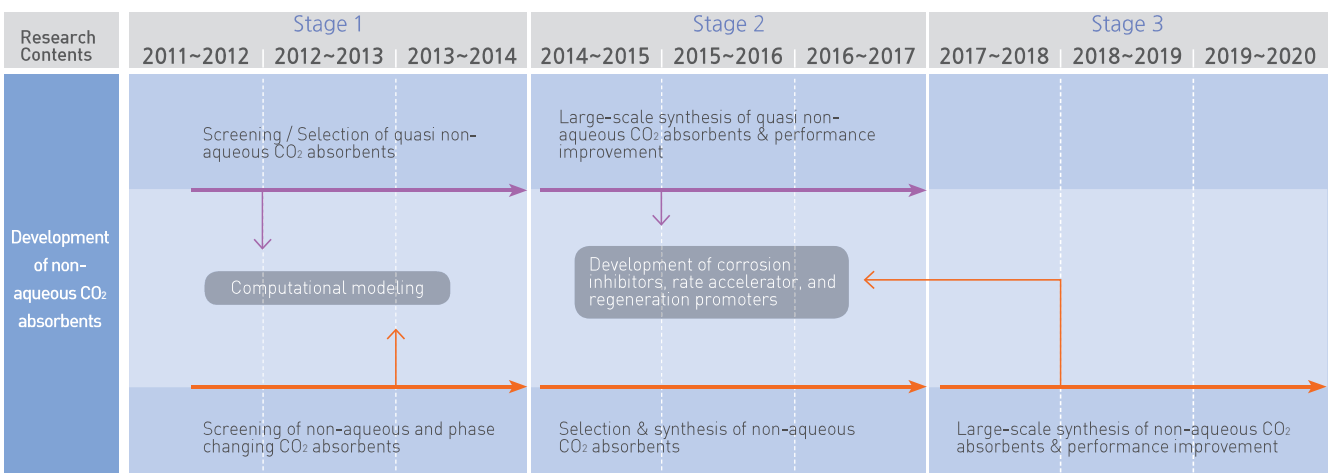 Research
Contents
Stage 1
Stage 2
Stage 3
2011~2012
2012~2013
2013~2014
2014~2015
2015~2016
2016~2017
2017~2018
2018~2019
2019~2020
Development
of non-
aqueous CO₂
absorbents
Screening / Selection of quasi non-
aqueous CO₂ absorbents
Large-scale synthesis of quasi non-
aqueous CO₂ absorbents & performance
improvement
Computational modeling
Development of corrosion
inhibitors, rate accelerator, and
regeneration promoters
Screening of non-aqueous and phase
changing CO₂ absorbents
Selection & synthesis of non-aqueous
CO₂ absorbents
Large-scale synthesis of non-aqueous CO₂
absorbents & performance improvement